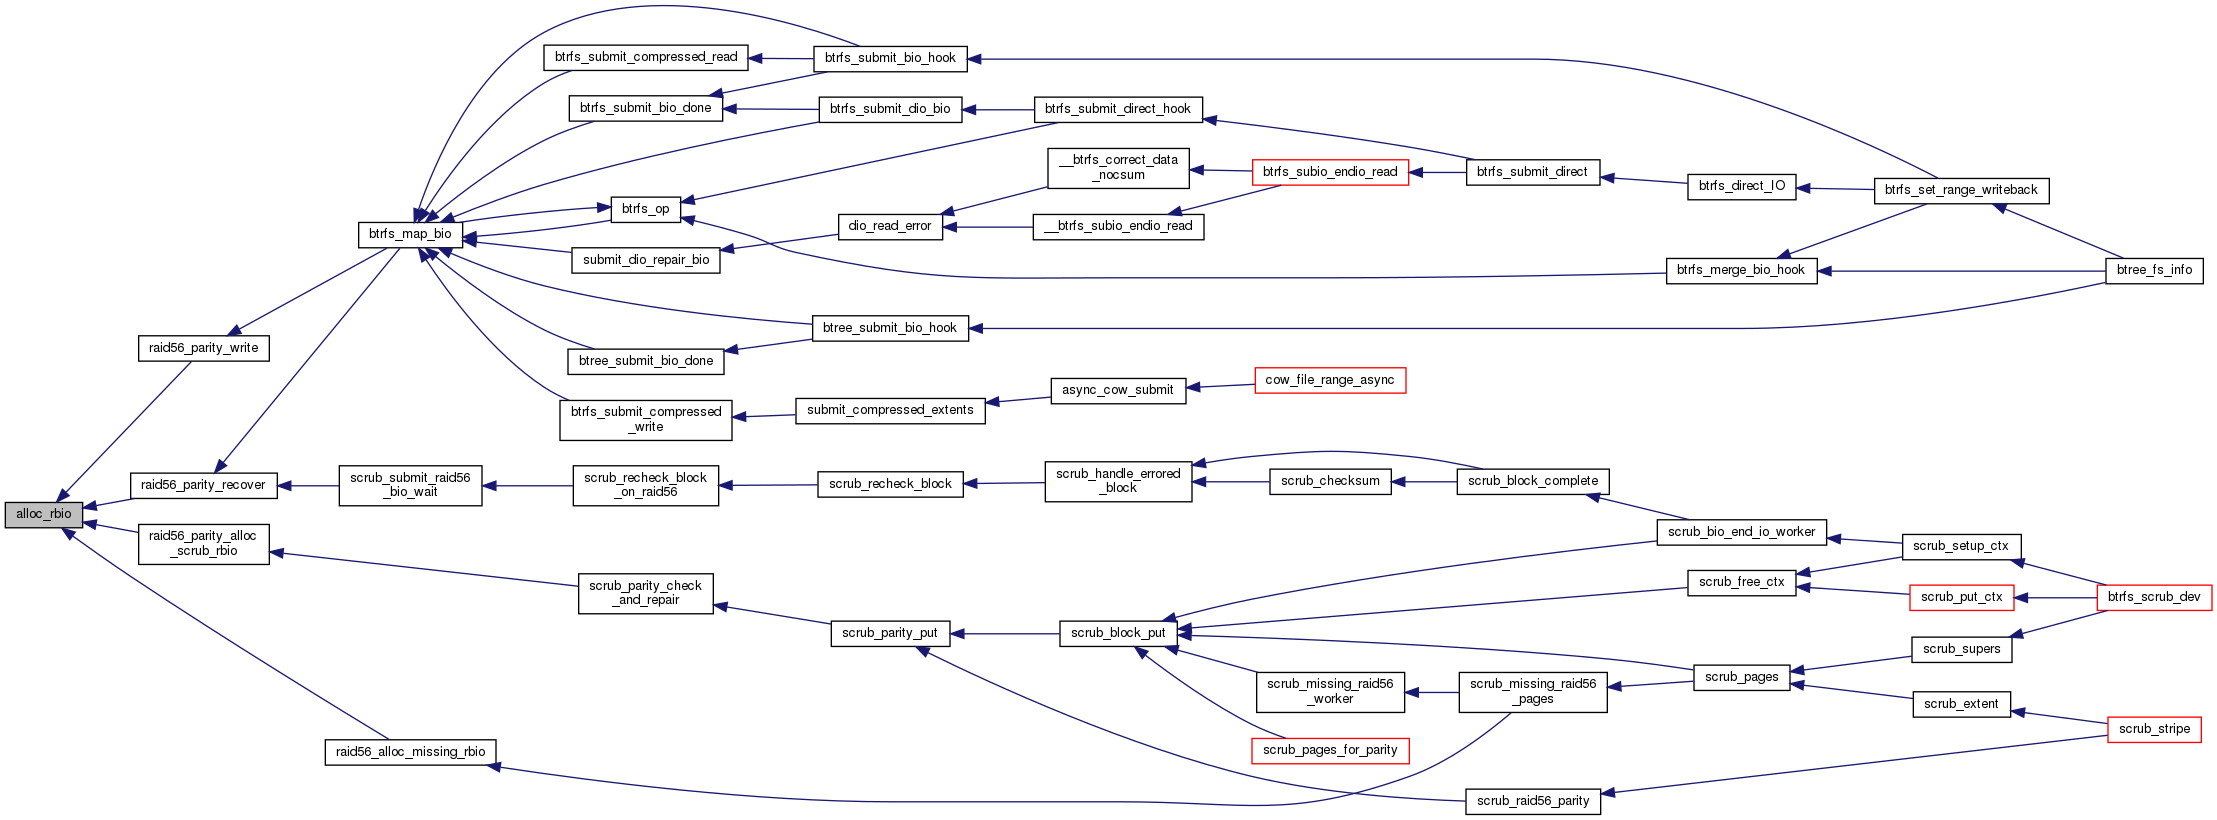 btrfs_submit_compressed_read
btrfs_submit_bio_hook
btrfs_submit_bio_done
btrfs_submit_dio_bio
btrfs_submit_direct_hook
__btrfs_correct_data
_nocsum
btrfs_subio_endio_read
btrfs_submit_direct
btrfs_direct_IO
btrfs_set_range_writeback
btrfs_op
dio_read_error
__btrfs_subio_endio_read
btrfs_map_bio
submit_dio_repair_bio
btrfs_merge_bio_hook
btree_fs_info
btree_submit_bio_hook
raid56_parity_write
btree_submit_bio_done
cow_file_range_async
async_cow_submit
btrfs_submit_compressed
_write
submit_compressed_extents
raid56_parity_recover
scrub_submit_raid56
_bio_wait
scrub_recheck_block
_on_raid56
scrub_recheck_block
scrub_handle_errored
_block
scrub_checksum
scrub_block_complete
alloc_rbio
raid56_parity_alloc
_scrub_rbio
scrub_bio_end_io_worker
scrub_setup_ctx
scrub_parity_check
_and_repair
scrub_free_ctx
scrub_put_ctx
btrfs_scrub_dev
scrub_parity_put
scrub_block_put
scrub_supers
scrub_missing_raid56
_worker
scrub_missing_raid56
_pages
scrub_pages
scrub_extent
scrub_stripe
raid56_alloc_missing_rbio
scrub_pages_for_parity
scrub_raid56_parity